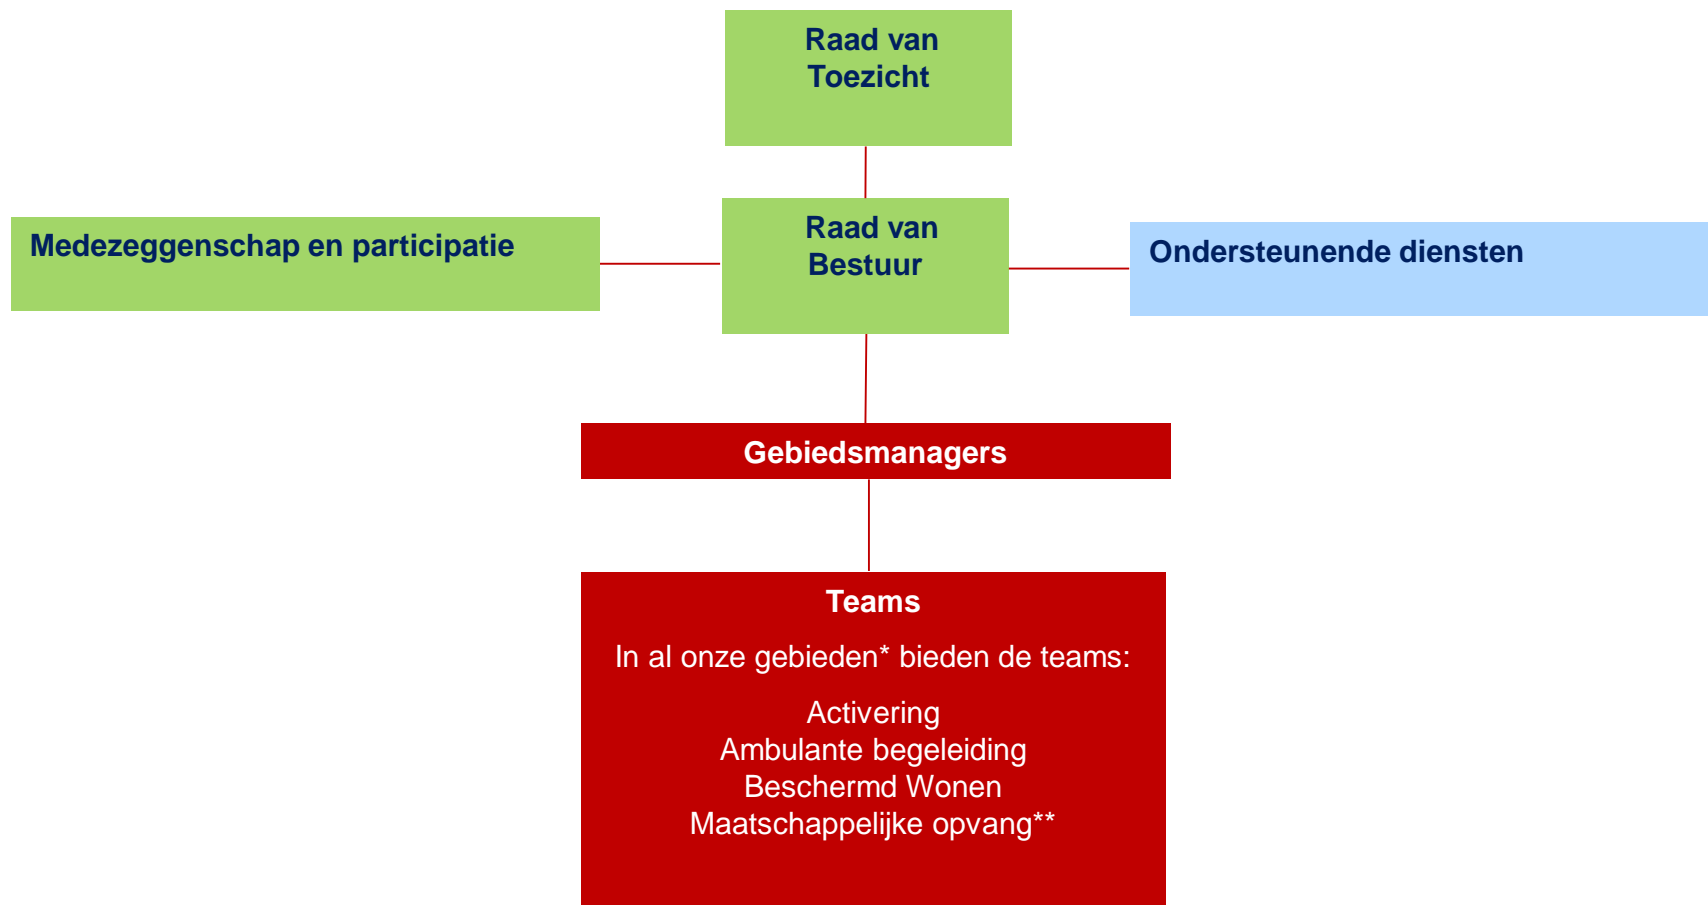 Raad van
Toezicht
Medezeggenschap en participatie
Raad van
Bestuur
Ondersteunende diensten
Gebiedsmanagers
Teams
In al onze gebieden* bieden de teams:
Activering
Ambulante begeleiding
Beschermd Wonen
Maatschappelijke opvang**